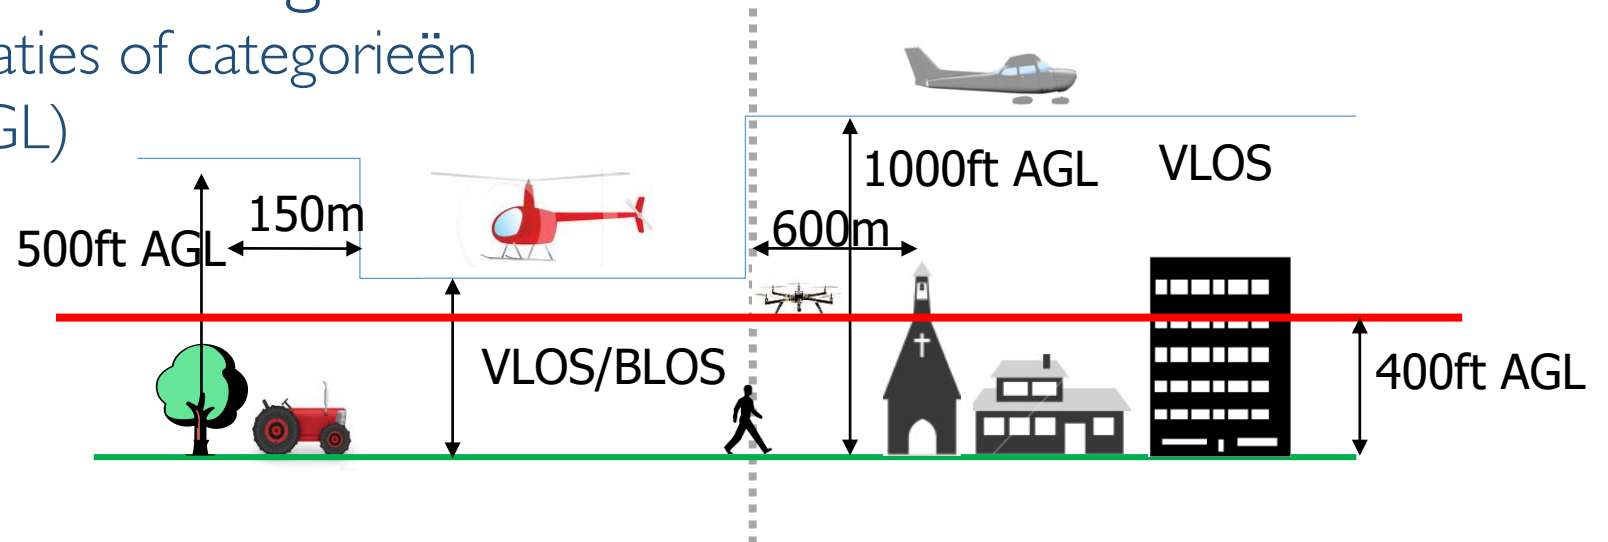 aties of categorieën
GL)
1000ft AGL
VLOS
150m
600m
500ft AGL
VLOS/BLOS
400ft AGL